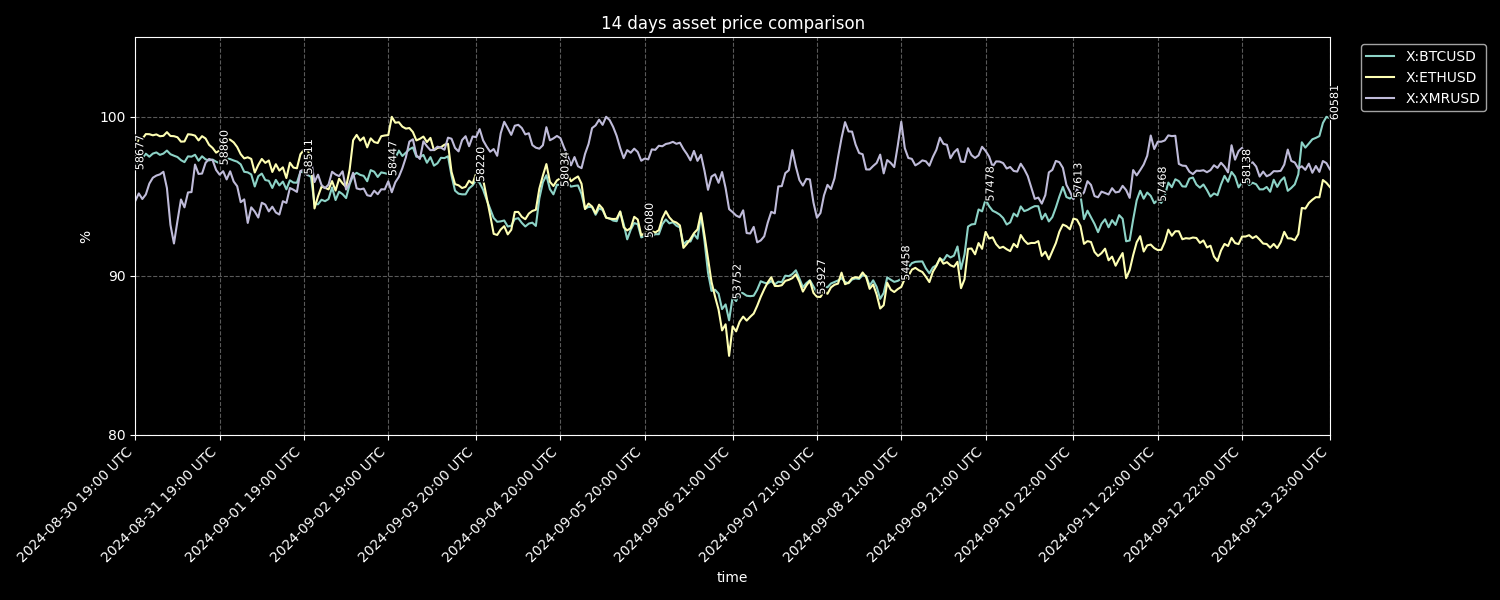 14 days asset price comparison
X:BTCUSD
X:ETHUSD
X:XMRUSD
100
90
80
%
58677
58860
58511
58447
58220
58034
56080
53752
53927
54458
57478
57613
57468
58138
60581
2024-08-30 19:00 UTC
2024-08-31 19:00 UTC
2024-09-01 19:00 UTC
2024-09-02 19:00 UTC
2024-09-03 20:00 UTC
2024-09-04 20:00 UTC
2024-09-05 20:00 UTC
2024-09-06 21:00 UTC
2024-09-07 21:00 UTC
2024-09-08 21:00 UTC
2024-09-09 21:00 UTC
2024-09-10 22:00 UTC
2024-09-11 22:00 UTC
2024-09-12 22:00 UTC
2024-09-13 23:00 UTC
time